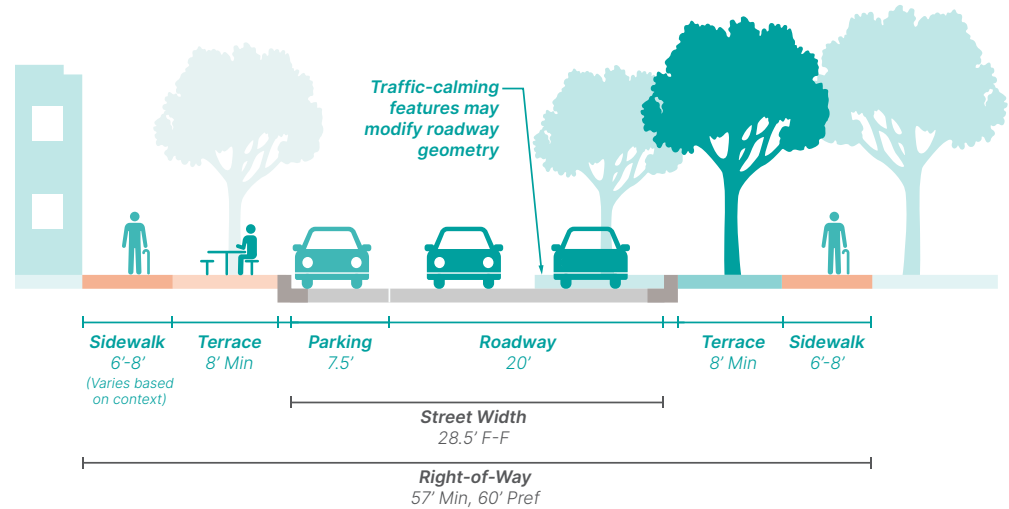 Traffic-calming
features may
modify roadway
geometry
Sidewalk
6’-8’
(Varies based
on context)
Terrace
8’ Min
Parking
7.5’
Roadway
20’
Terrace
8’ Min
Sidewalk
6’-8’
Street Width
28.5’ F-F
Right-of-Way
57’ Min, 60’ Pref